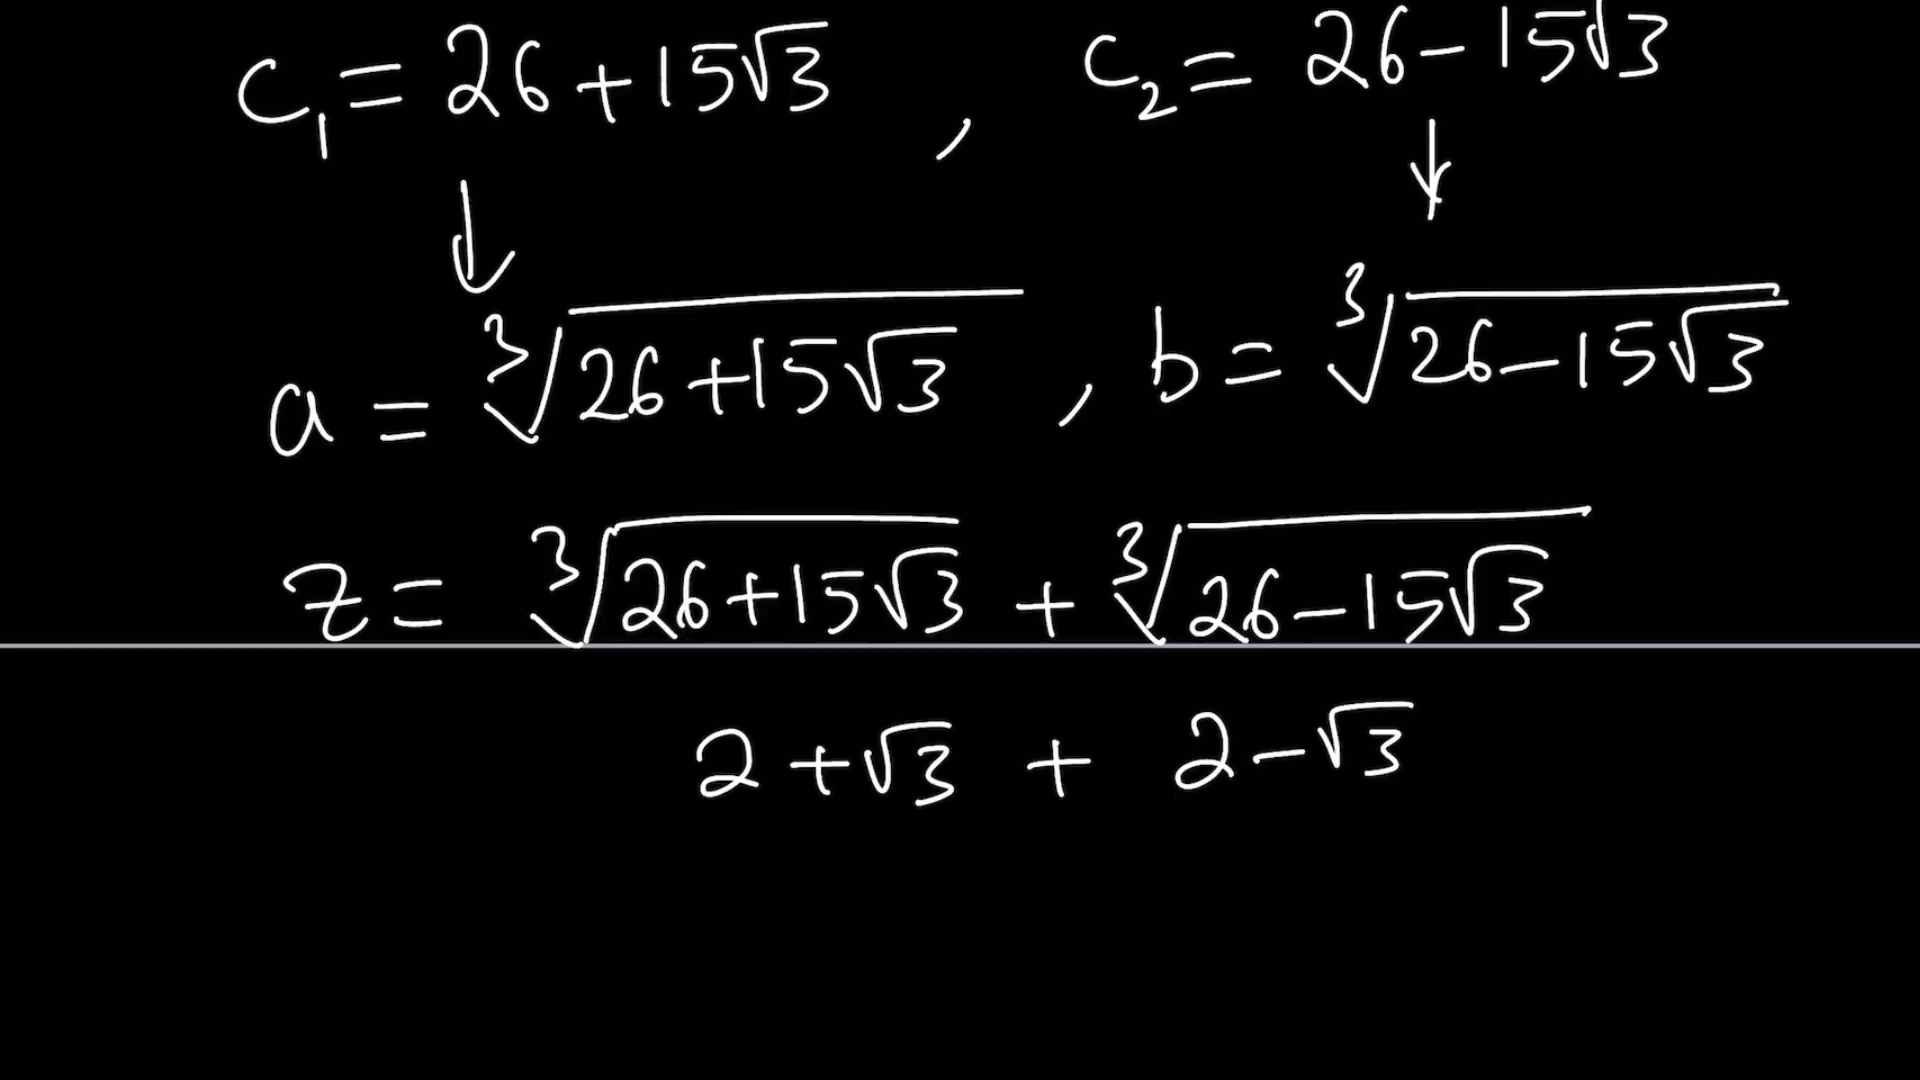 c₁ = 26 + 15√3 , c₂ = 26 - 15√3
a = ∛(26 + 15√3) , b = ∛(26 - 15√3)
z = ∛(26 + 15√3) + ∛(26 - 15√3)
2 + √3 + 2 - √3